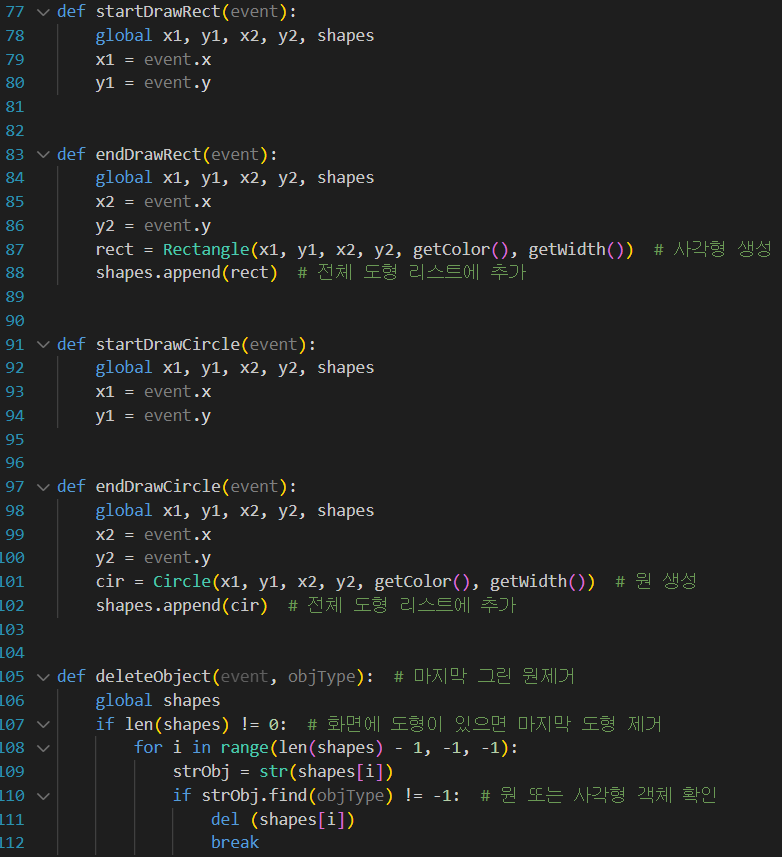 77 def startDrawRect(event):
78 global x1, y1, x2, y2, shapes
79 x1 = event.x
80 y1 = event.y
81
82
83 def endDrawRect(event):
84 global x1, y1, x2, y2, shapes
85 x2 = event.x
86 y2 = event.y
87 rect = Rectangle(x1, y1, x2, y2, getColor(), getWidth())  # 사각형 생성
88 shapes.append(rect)  # 전체 도형 리스트에 추가
89
90
91 def startDrawCircle(event):
92 global x1, y1, x2, y2, shapes
93 x1 = event.x
94 y1 = event.y
95
96
97 def endDrawCircle(event):
98 global x1, y1, x2, y2, shapes
99 x2 = event.x
100 y2 = event.y
101 cir = Circle(x1, y1, x2, y2, getColor(), getWidth())  # 원 생성
102 shapes.append(cir)  # 전체 도형 리스트에 추가
103
104
105 def deleteObject(event, objType):  # 마지막 그린 원제거
106 global shapes
107 if len(shapes) != 0:  # 화면에 도형이 있으면 마지막 도형 제거
108 for i in range(len(shapes) - 1, -1, -1):
109 strObj = str(shapes[i])
110 if strObj.find(objType) != -1:  # 원 또는 사각형 객체 확인
111 del (shapes[i])
112 break